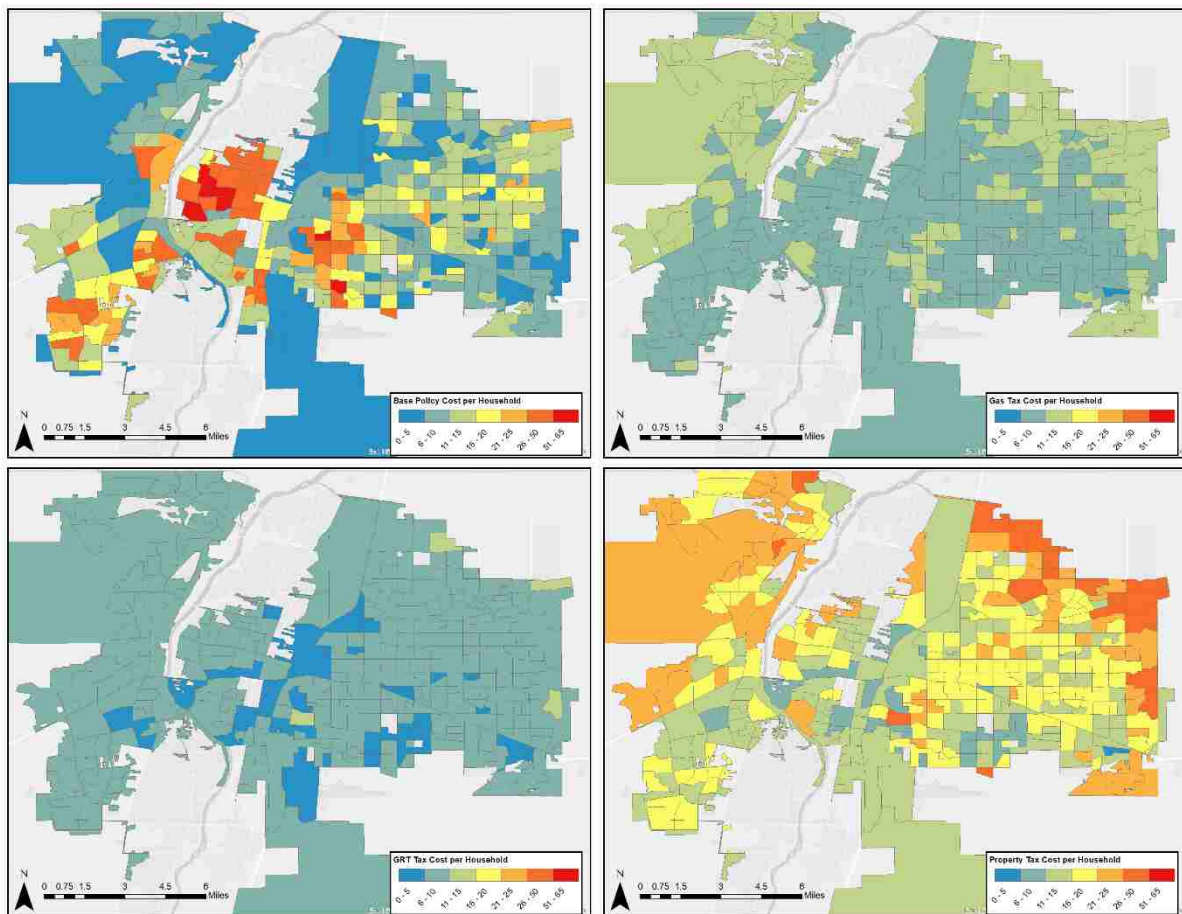 Base Policy Cost per Household
0 - 5
6 - 10
11 - 15
16 - 20
21 - 25
26 - 50
51 - 65
N
0 0.75 1.5 3 4.5 6
Miles
Gas Tax Cost per Household
0 - 5
6 - 10
11 - 15
16 - 20
21 - 25
26 - 50
51 - 65
N
0 0.75 1.5 3 4.5 6
Miles
GRT Tax Cost per Household
0 - 5
6 - 10
11 - 15
16 - 20
21 - 25
26 - 50
51 - 65
N
0 0.75 1.5 3 4.5 6
Miles
Property Tax Cost per Household
0 - 5
6 - 10
11 - 15
16 - 20
21 - 25
26 - 50
51 - 65
N
0 0.75 1.5 3 4.5 6
Miles